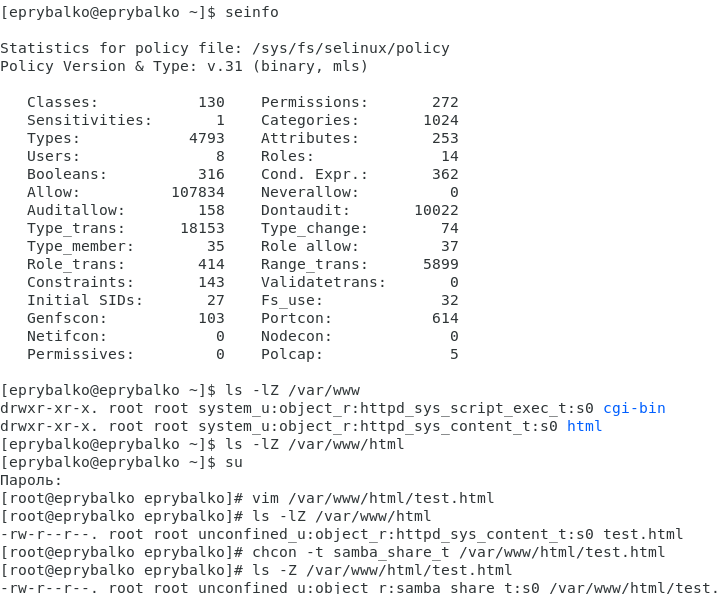 [eprybalko@eprybalko ~]$ seinfo
Statistics for policy file: /sys/fs/selinux/policy
Policy Version & Type: v.31 (binary, mls)
Classes: 130 Permissions: 272
Sensitivities: 1 Categories: 1024
Types: 4793 Attributes: 253
Users: 8 Roles: 14
Booleans: 316 Cond. Expr.: 362
Allow: 107834 Neverallow: 0
Auditallow: 158 Dontaudit: 10022
Type_trans: 18153 Type_change: 74
Type_member: 35 Role allow: 37
Role_trans: 414 Range_trans: 5899
Constraints: 143 Validatetrans: 0
Initial SIDs: 27 Fs_use: 32
Genfscon: 103 Portcon: 614
Netifcon: 0 Nodecon: 0
Permissives: 0 Polcap: 5
[eprybalko@eprybalko ~]$ ls -lZ /var/www
drwxr-xr-x. root root system_u:object_r:httpd_sys_script_exec_t:s0 cgi-bin
drwxr-xr-x. root root system_u:object_r:httpd_sys_content_t:s0 html
[eprybalko@eprybalko ~]$ ls -lZ /var/www/html
[eprybalko@eprybalko ~]$ su
Пароль:
[root@eprybalko eprybalko]# vim /var/www/html/test.html
[root@eprybalko eprybalko]# ls -lZ /var/www/html
-rw-r--r--. root root unconfined_u:object_r:httpd_sys_content_t:s0 test.html
[root@eprybalko eprybalko]# chcon -t samba_share_t /var/www/html/test.html
[root@eprybalko eprybalko]# ls -Z /var/www/html/test.html
-rw-r--r--. root root unconfined_u:object_r:samba_share_t:s0 /var/www/html/test.